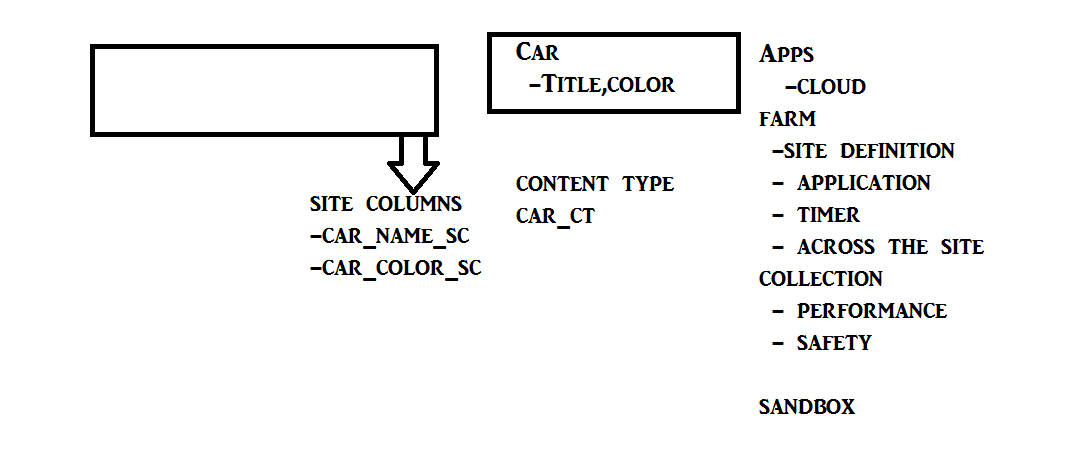 Car
-Title,color
Apps
-cloud
farm
-site definition
- application
- timer
- across the site
collection
- performance
- safety
sandbox
content type
car_ct
site columns
-car_name_sc
-car_color_sc